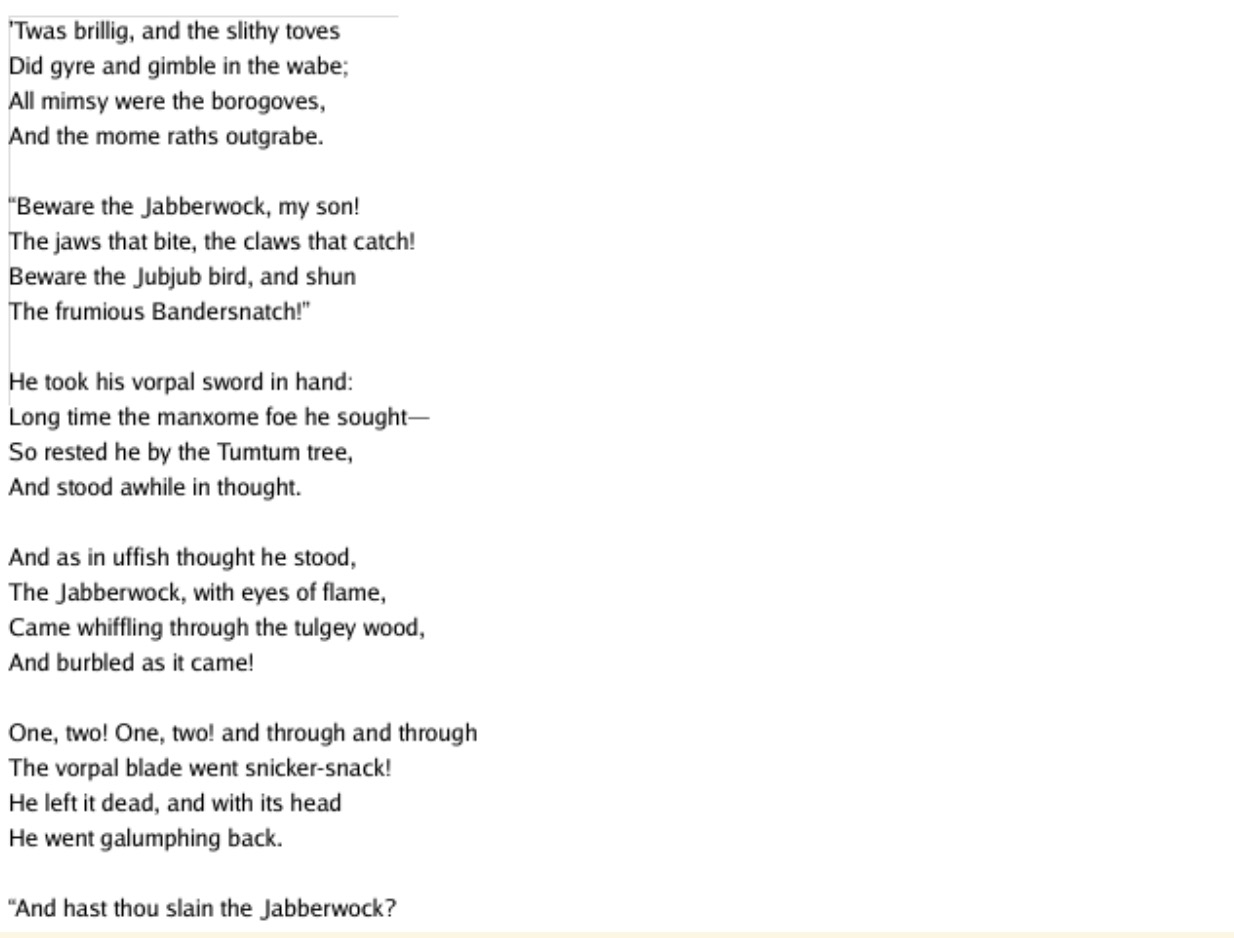 'Twas brillig, and the slithy toves
Did gyre and gimble in the wabe;
All mimsy were the borogoves,
And the mome raths outgrabe.

“Beware the Jabberwock, my son!
The jaws that bite, the claws that catch!
Beware the Jubjub bird, and shun
The frumious Bandersnatch!”

He took his vorpal sword in hand:
Long time the manxome foe he sought—
So rested he by the Tumtum tree,
And stood awhile in thought.

And as in uffish thought he stood,
The Jabberwock, with eyes of flame,
Came whiffling through the tulgey wood,
And burbled as it came!

One, two! One, two! and through and through
The vorpal blade went snicker-snack!
He left it dead, and with its head
He went galumphing back.

“And hast thou slain the Jabberwock?